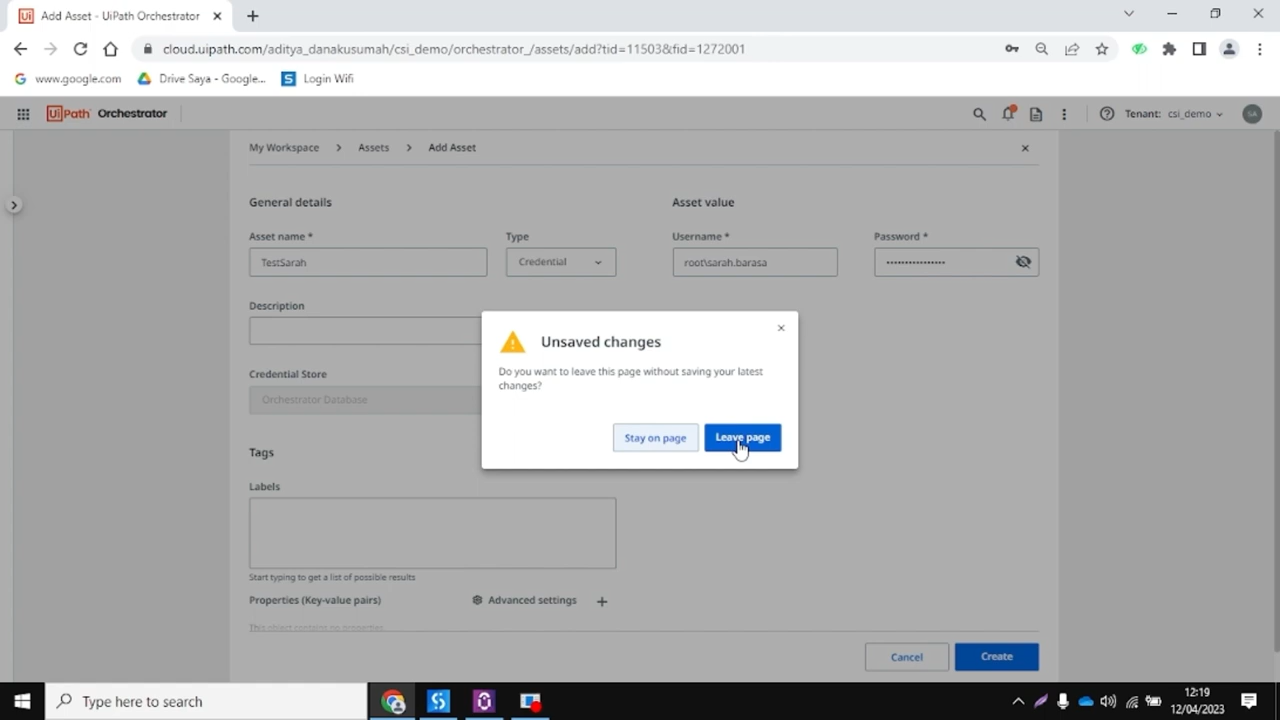 Add Asset - UiPath Orchestrator
cloud.uipath.com/aditya_danakusumah/csi_demo/orchestrator_/assets/add?tid=11503&fid=1272001
www.google.com
Drive Saya - Google...
S
Login Wifi
UiPath Orchestrator
Tenant: csi_demo
SA
My Workspace > Assets > Add Asset
General details
Asset value
Asset name *
Type
Username *
Password *
TestSarah
Credential
root\sarah.barasa
••••••••••••••••
Description
Unsaved changes
Do you want to leave this page without saving your latest
changes?
Credential Store
Orchestrator Database
Stay on page
Leave page
Tags
Labels
Start typing to get a list of possible results
Properties (Key-value pairs)
Advanced settings
This object contains no properties
Cancel
Create
Type here to search
12:19
12/04/2023